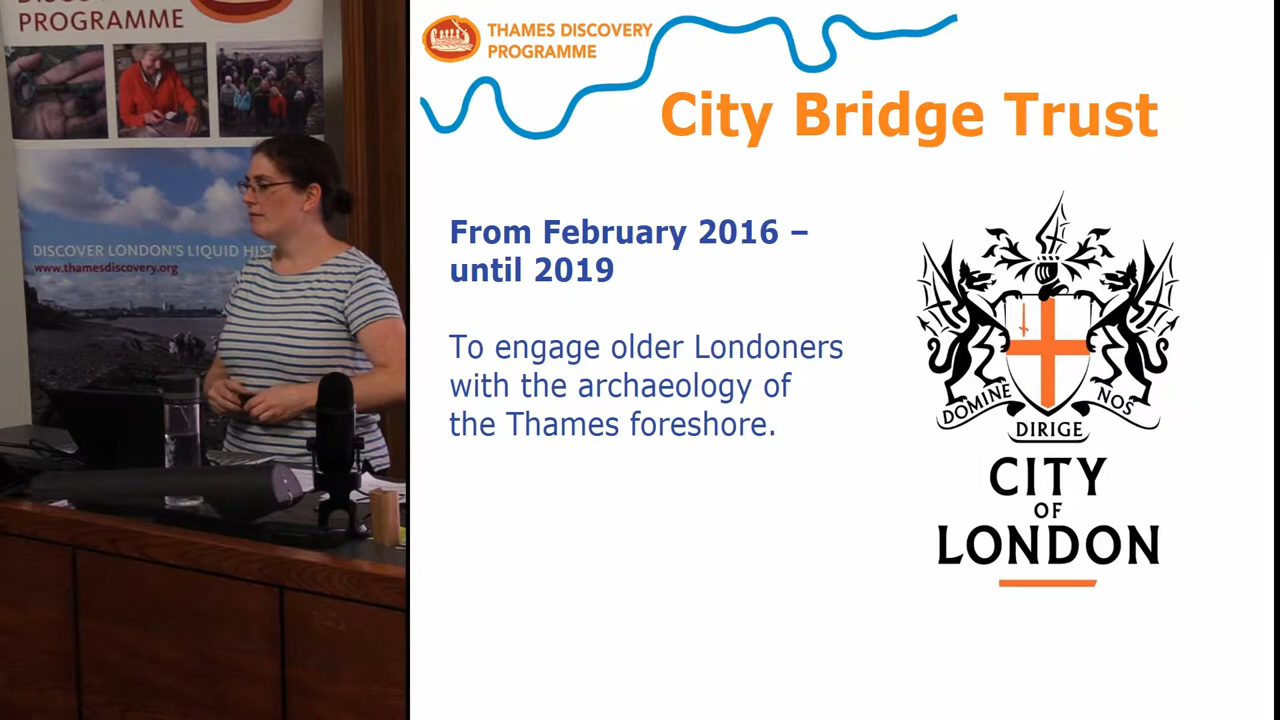 PROGRAMME
DISCOVER LONDON'S LIQUID HIST
www.thamesdiscovery.org
THAMES DISCOVERY
PROGRAMME
City Bridge Trust
From February 2016 –
until 2019
To engage older Londoners
with the archaeology of
the Thames foreshore.
DOMINE DIRIGE NOS
CITY
OF
LONDON